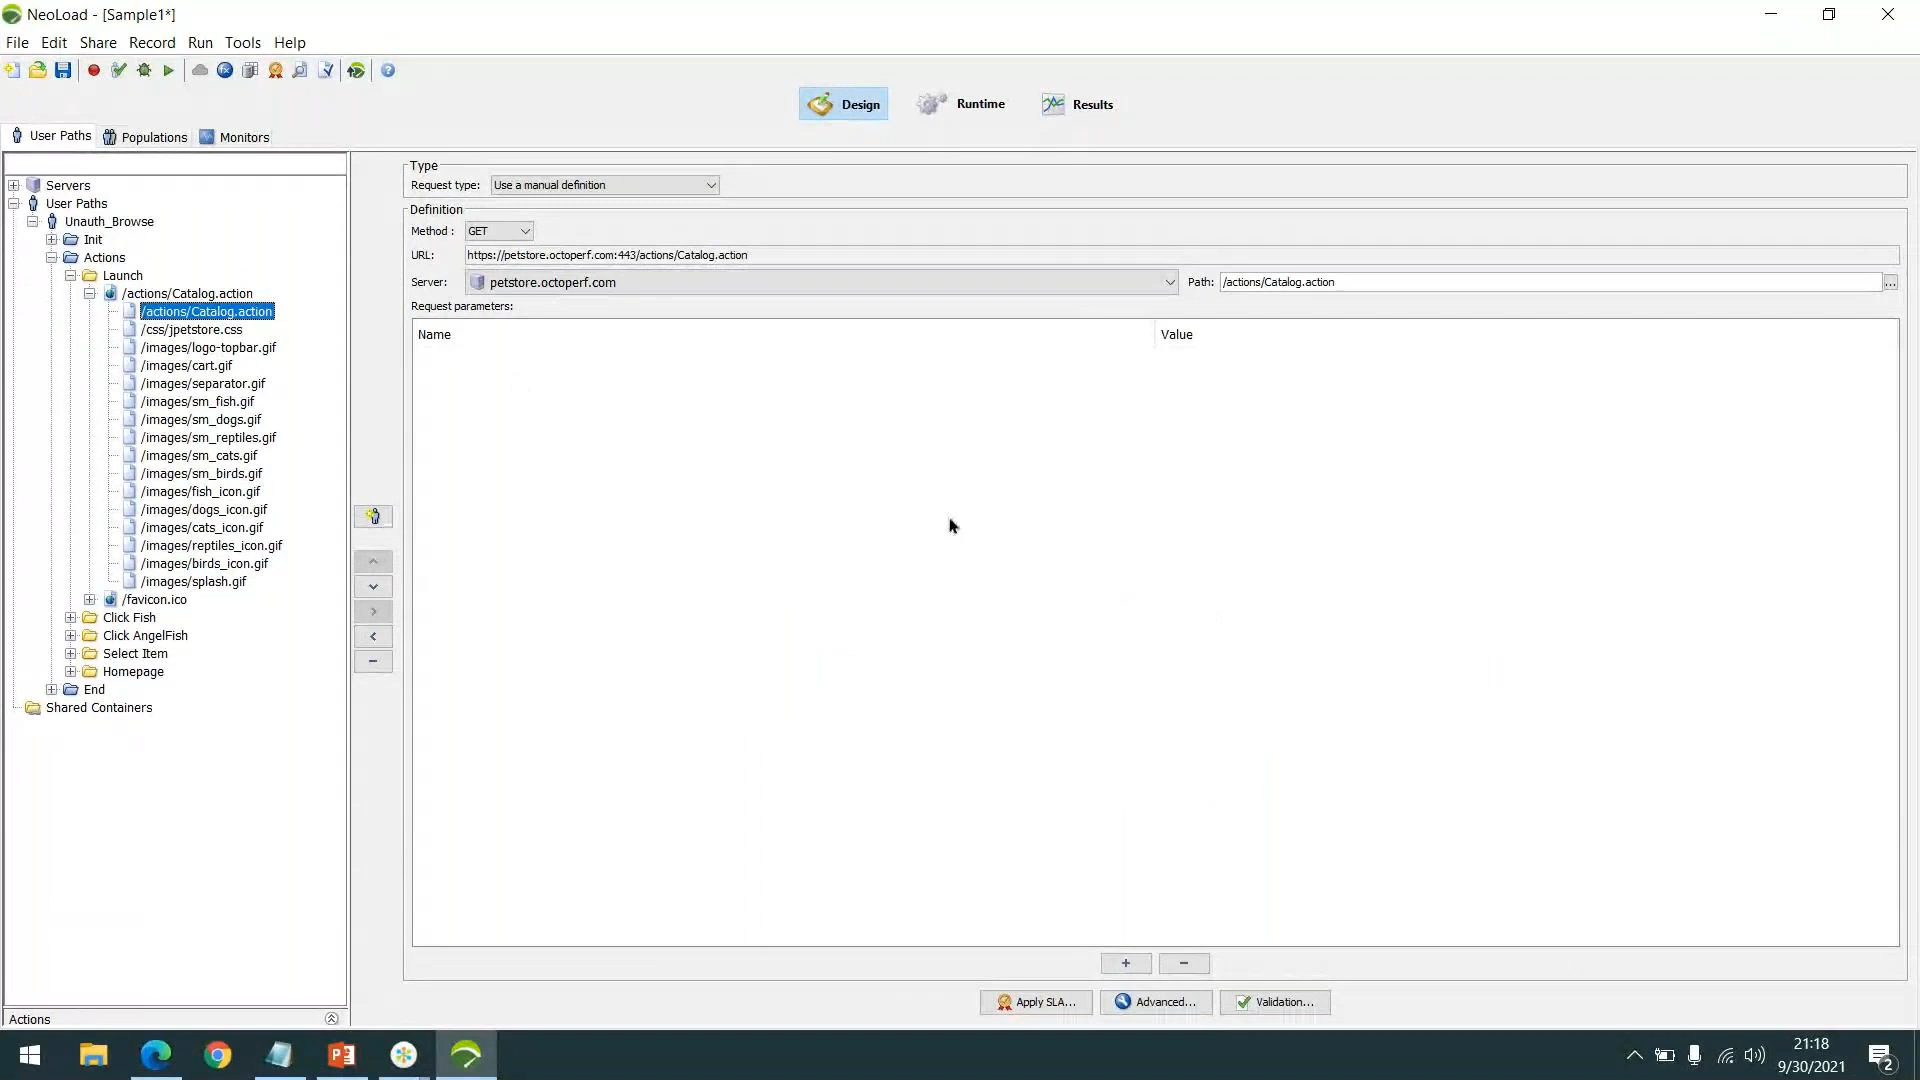 NeoLoad - [Sample1*]
File Edit Share Record Run Tools Help
Design Runtime Results
User Paths Populations Monitors
Servers
User Paths
Unauth_Browse
Init
Actions
Launch
/actions/Catalog.action
/actions/Catalog.action
/css/jpetstore.css
/images/logo-topbar.gif
/images/cart.gif
/images/separator.gif
/images/sm_fish.gif
/images/sm_dogs.gif
/images/sm_reptiles.gif
/images/sm_cats.gif
/images/sm_birds.gif
/images/fish_icon.gif
/images/dogs_icon.gif
/images/cats_icon.gif
/images/reptiles_icon.gif
/images/birds_icon.gif
/images/splash.gif
/favicon.ico
Click Fish
Click AngelFish
Select Item
Homepage
End
Shared Containers
Actions
Type
Request type: Use a manual definition
Definition
Method : GET
URL: https://petstore.octoperf.com:443/actions/Catalog.action
Server: petstore.octoperf.com Path: /actions/Catalog.action ...
Request parameters:
Name Value
+ −
Apply SLA... Advanced... Validation...
21:18
9/30/2021
2